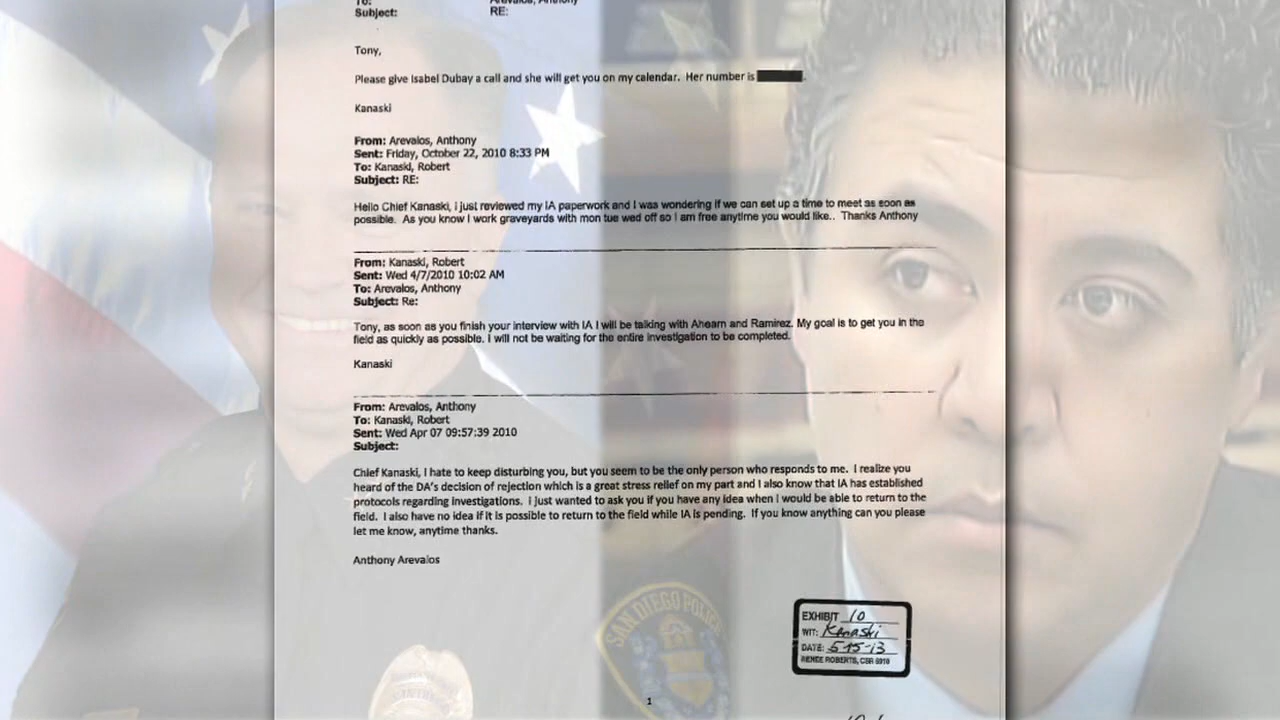 To: Arevalos, Anthony
Subject: RE:
Tony,
Please give Isabel Dubay a call and she will get you on my calendar. Her number is
Kanaski
From: Arevalos, Anthony
Sent: Friday, October 22, 2010 8:33 PM
To: Kanaski, Robert
Subject: RE:
Hello Chief Kanaski, i just reviewed my IA paperwork and I was wondering if we can set up a time to meet as soon as
possible. As you know I work graveyards with mon tue wed off so I am free anytime you would like.. Thanks Anthony
From: Kanaski, Robert
Sent: Wed 4/7/2010 10:02 AM
To: Arevalos, Anthony
Subject: Re:
Tony, as soon as you finish your interview with IA I will be talking with Ahearn and Ramirez. My goal is to get you in the
field as quickly as possible. I will not be waiting for the entire investigation to be completed.
Kanaski
From: Arevalos, Anthony
To: Kanaski, Robert
Sent: Wed Apr 07 09:57:39 2010
Subject:
Chief Kanaski, I hate to keep disturbing you, but you seem to be the only person who responds to me. I realize you
heard of the DA's decision of rejection which is a great stress relief on my part and I also know that IA has established
protocols regarding investigations. I just wanted to ask you if you have any idea when I would be able to return to the
field. I also have no idea if it is possible to return to the field while IA is pending. If you know anything can you please
let me know, anytime thanks.
Anthony Arevalos
SAN DIEGO POLICE
EXHIBIT 10
WIT: Kanaski
DATE: 5-15-13
RENEE ROBERTS, CSR
1